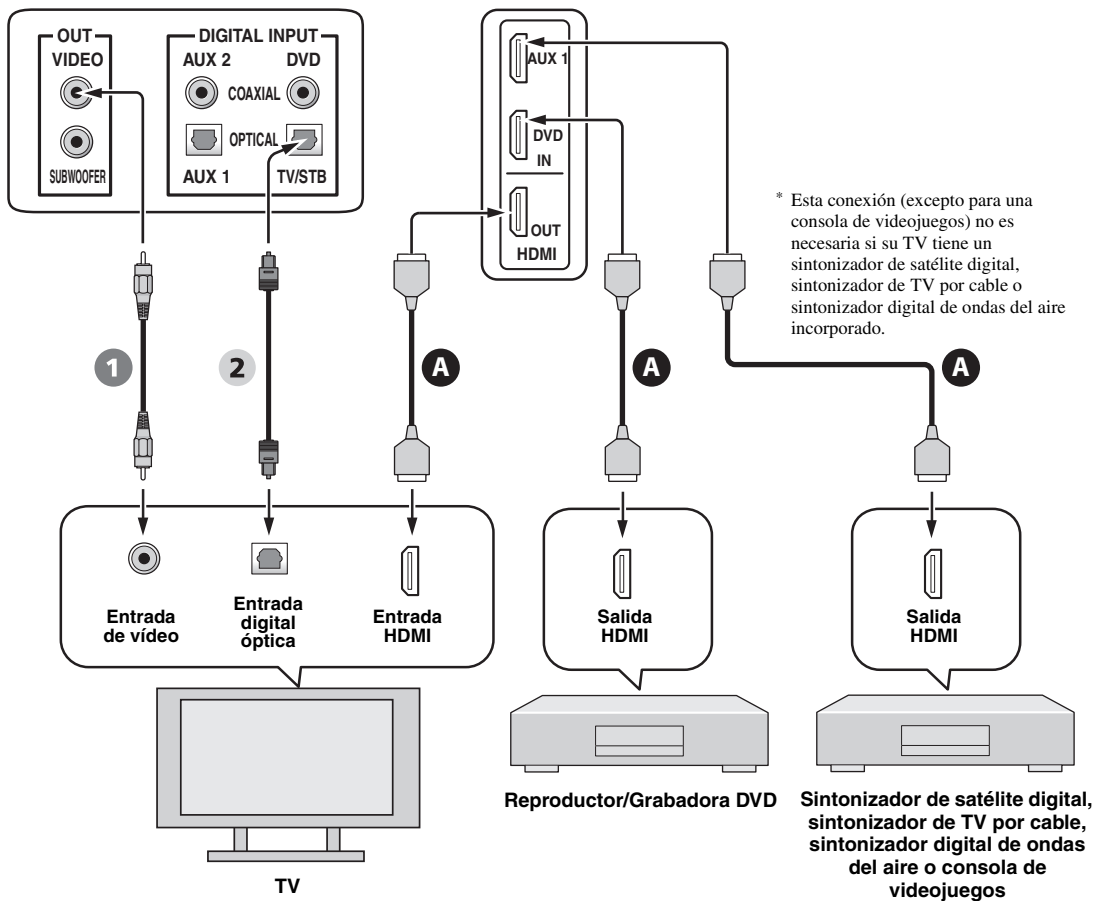 OUT
VIDEO
SUBWOOFER
DIGITAL INPUT
AUX 2
DVD
COAXIAL
OPTICAL
AUX 1
TV/STB
AUX 1
DVD
IN
OUT
HDMI
* Esta conexión (excepto para una
consola de videojuegos) no es
necesaria si su TV tiene un
sintonizador de satélite digital,
sintonizador de TV por cable o
sintonizador digital de ondas del aire
incorporado.
1
2
A
A
A
Entrada
de vídeo
Entrada
digital
óptica
Entrada
HDMI
Salida
HDMI
Salida
HDMI
TV
Reproductor/Grabadora DVD
Sintonizador de satélite digital,
sintonizador de TV por cable,
sintonizador digital de ondas
del aire o consola de
videojuegos